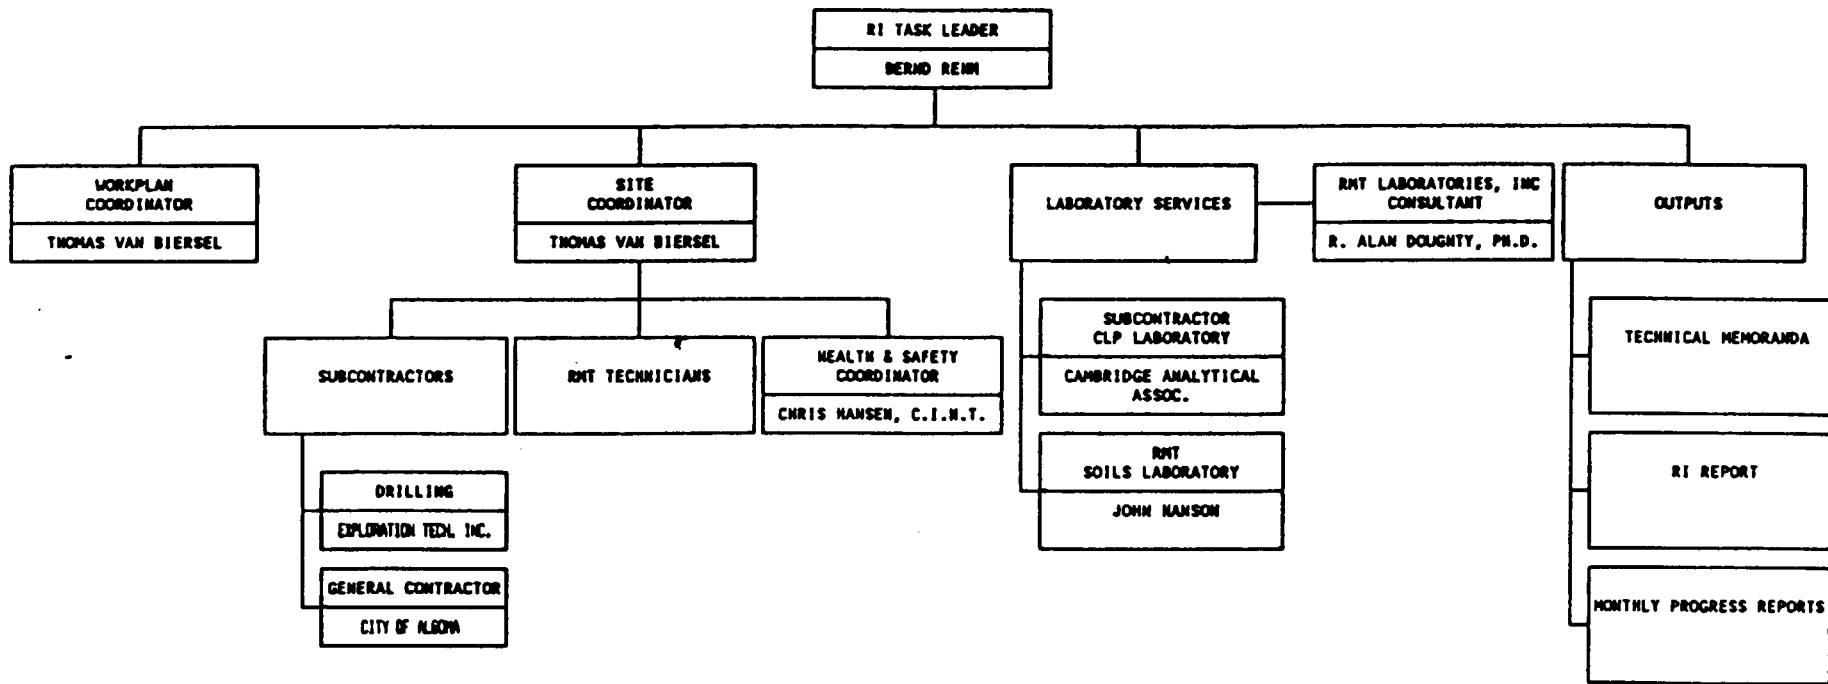 RI TASK LEADER
BERND REHM
WORKPLAN
COORDINATOR
THOMAS VAN BIERSEL
SITE
COORDINATOR
THOMAS VAN BIERSEL
LABORATORY SERVICES
RMT LABORATORIES, INC
CONSULTANT
R. ALAN DOUGHTY, PH.D.
OUTPUTS
SUBCONTRACTORS
RMT TECHNICIANS
HEALTH & SAFETY
COORDINATOR
CHRIS HANSEN, C.I.H.T.
SUBCONTRACTOR
CLP LABORATORY
CAMBRIDGE ANALYTICAL
ASSOC.
TECHNICAL MEMORANDA
RMT
SOILS LABORATORY
JOHN HANSON
RI REPORT
DRILLING
EXPLORATION TECH. INC.
GENERAL CONTRACTOR
CITY OF ALGOMA
MONTHLY PROGRESS REPORTS